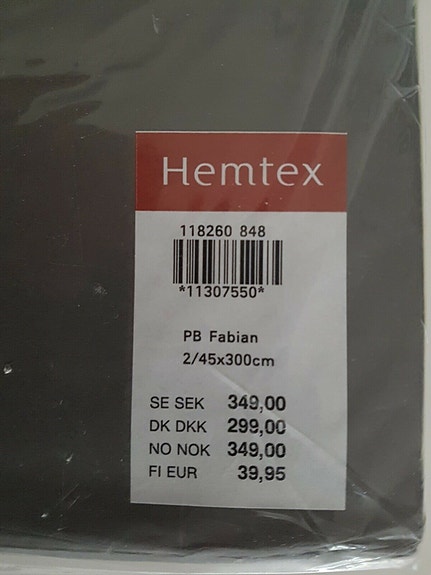 Hemtex
118260 848
*11307550*
PB Fabian
2/45x300cm
SE SEK 349,00
DK DKK 299,00
NO NOK 349,00
FI EUR 39,95